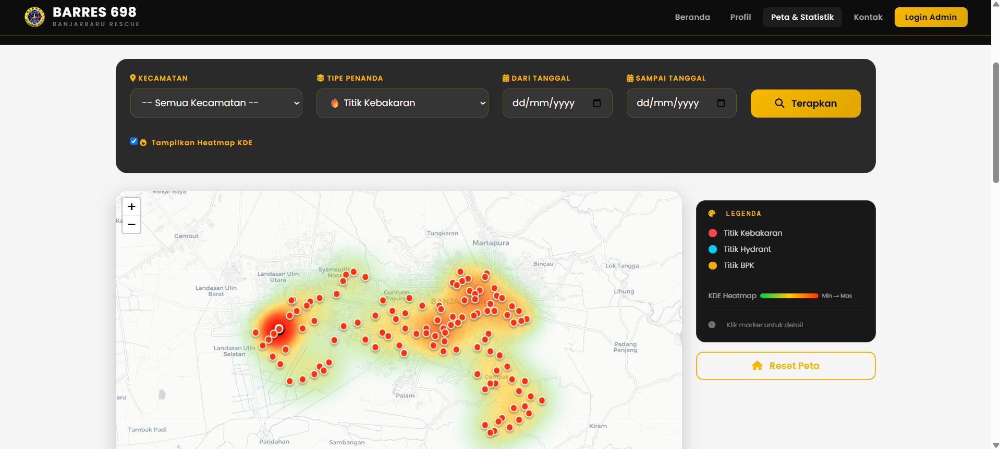 BARRES 698
BANJARBARU RESCUE
Beranda
Profil
Peta & Statistik
Kontak
Login Admin
KECAMATAN
TIPE PENANDA
DARI TANGGAL
SAMPAI TANGGAL
-- Semua Kecamatan --
Titik Kebakaran
dd/mm/yyyy
dd/mm/yyyy
Terapkan
Tampilkan Heatmap KDE
+
−
Mekar Raya
Gambut
Tungkaran
Martapura
Bincau
Lok Tangga
Landasan Ulin
Utara
Syamsudin
Noor
Landasan Ulin
Barat
Guntung
Payung
Lihung
Landasan Ulin
Selatan
Padang
Panjang
Cempak
Palam
aru
Tambak Padi
Kiram
Pandahan
Sambangan
LEGENDA
Titik Kebakaran
Titik Hydrant
Titik BPK
KDE Heatmap
Min → Max
Klik marker untuk detail
Reset Peta